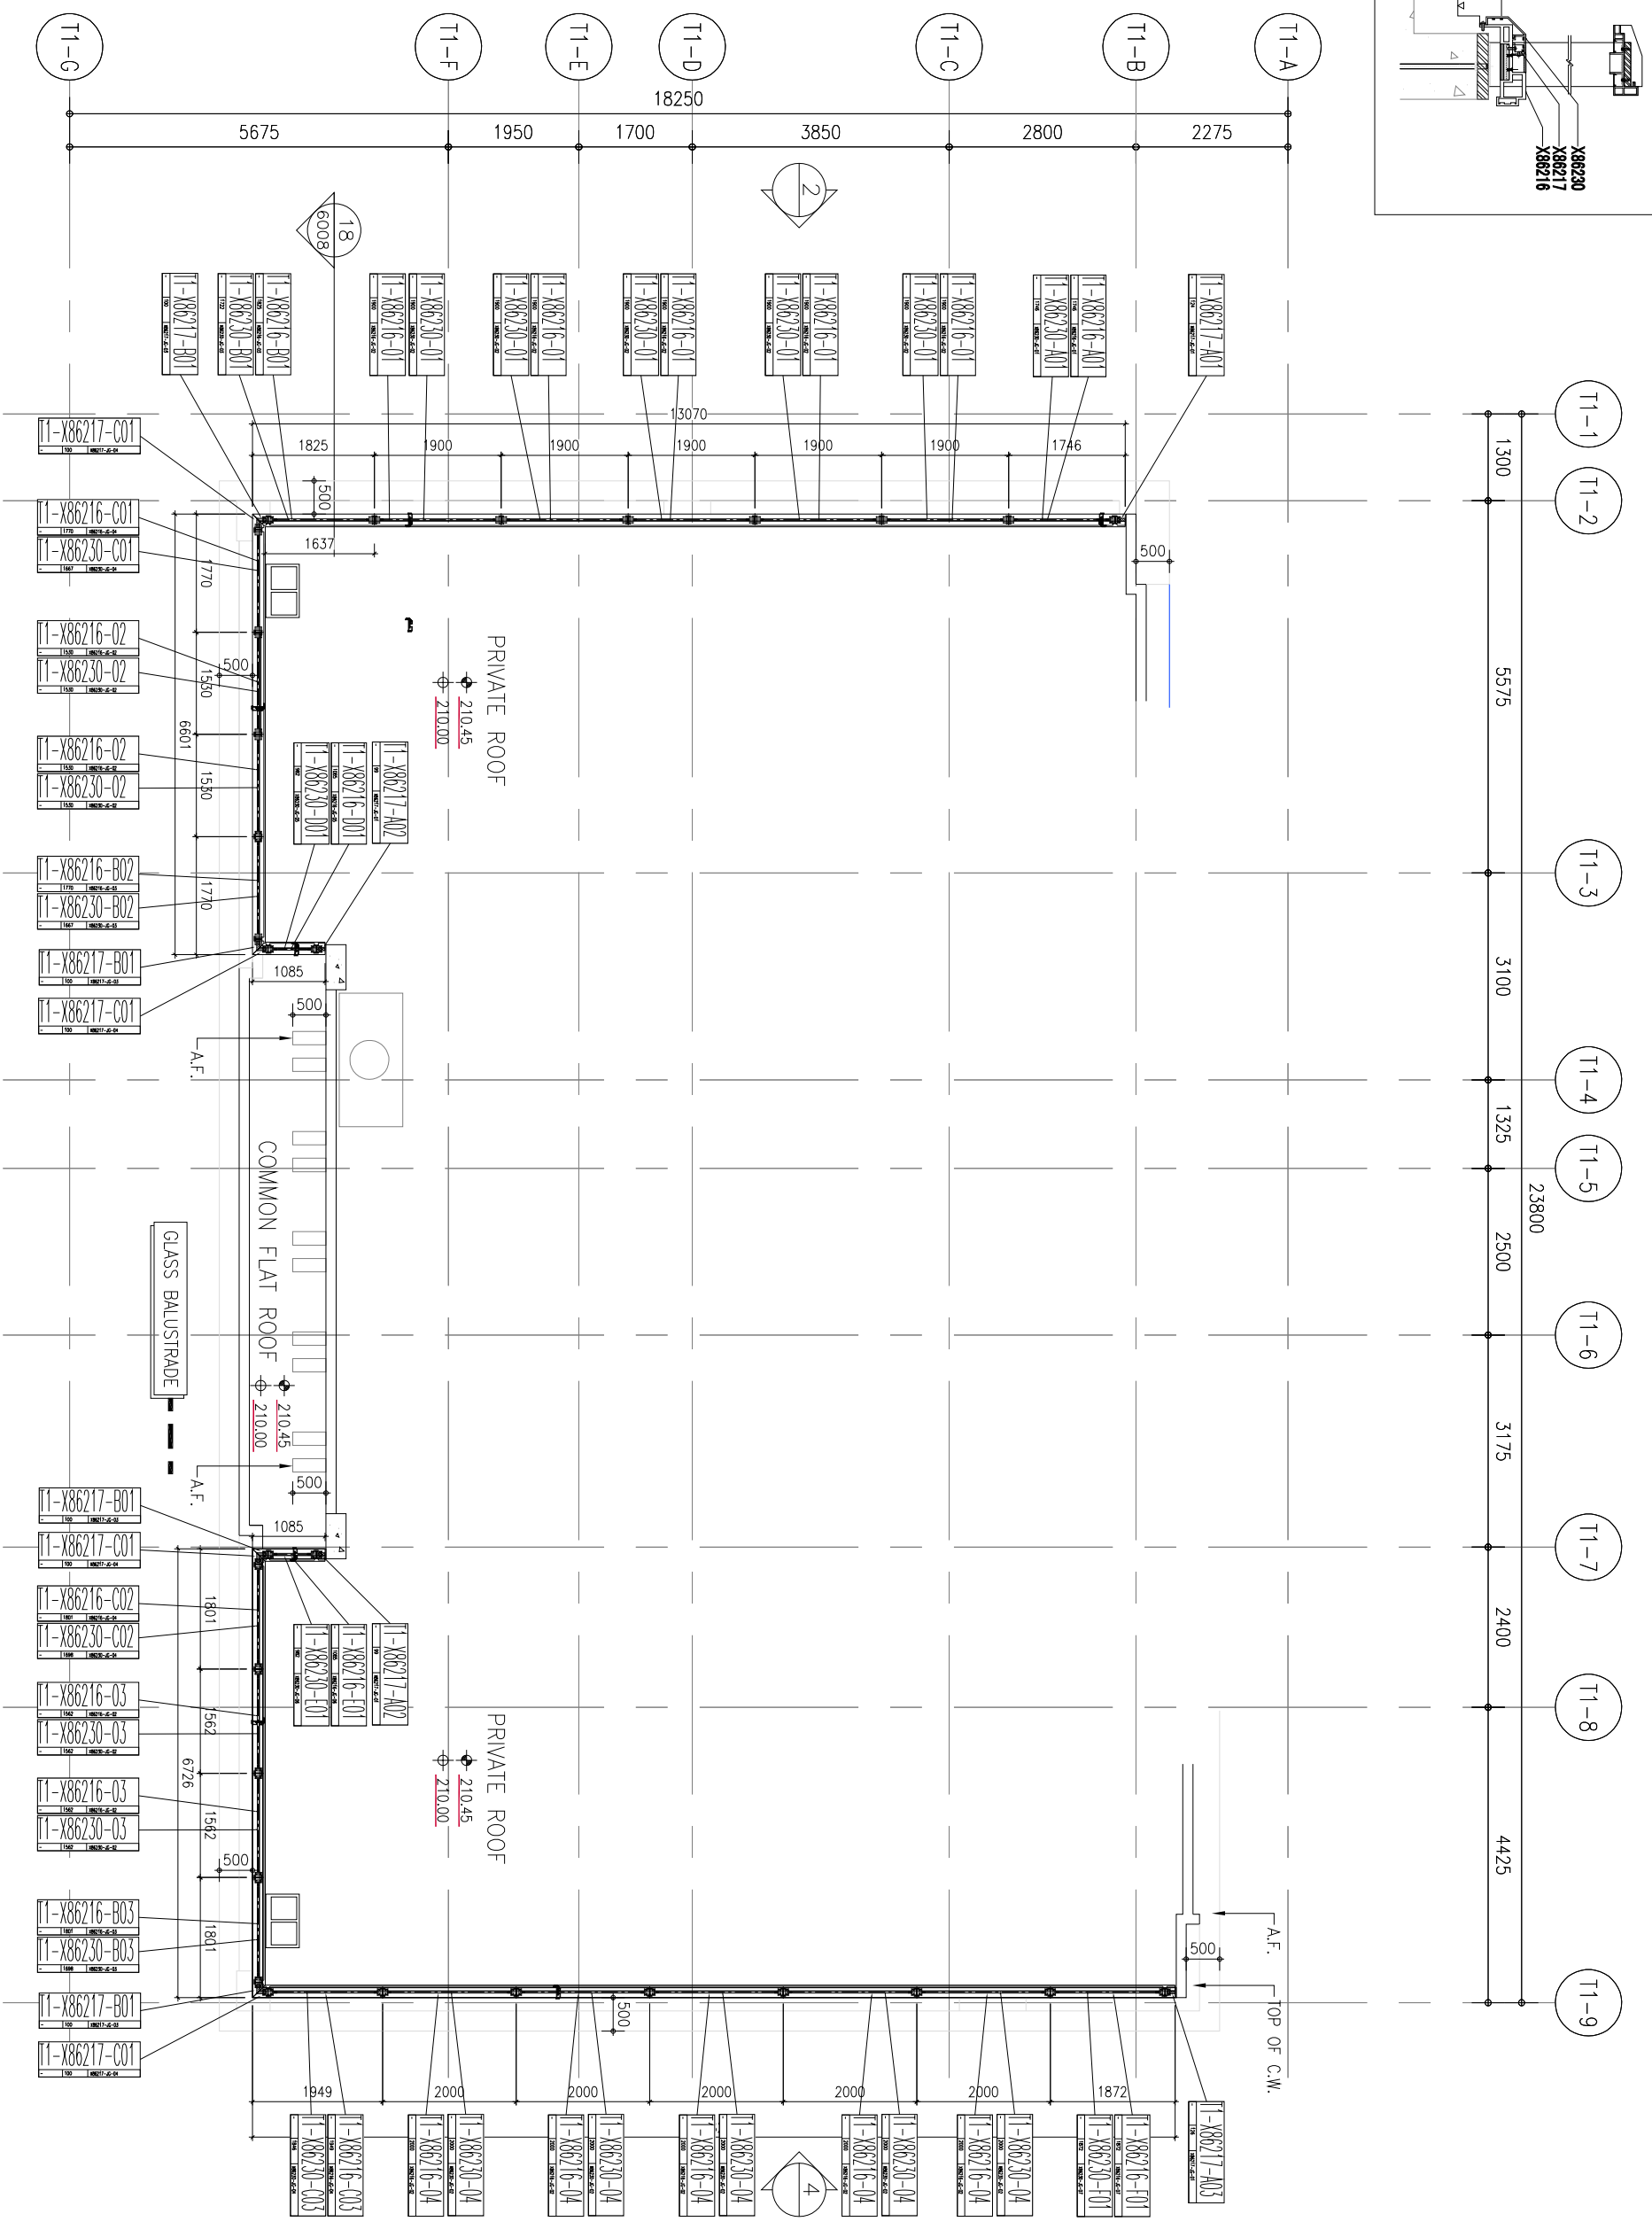 X86230
X86217
X86216
T1-G
T1-F
T1-E
T1-D
T1-C
T1-B
T1-A
18250
5675
1950
1700
3850
2800
2275
2
18
6008
T1-X86217-B01
T1-X86230-B01
T1-X86216-B01
T1-X86216-01
T1-X86230-01
T1-X86230-01
T1-X86216-01
T1-X86230-01
T1-X86216-01
T1-X86230-01
T1-X86216-01
T1-X86230-01
T1-X86216-01
T1-X86230-A01
T1-X86216-A01
T1-X86217-A01
13070
1825
1900
1900
1900
1900
1900
1746
500
1637
500
T1-1
T1-2
T1-3
T1-4
T1-5
T1-6
T1-7
T1-8
T1-9
1300
5575
3100
1325
2500
3175
2400
4425
23800
T1-X86217-C01
T1-X86216-C01
T1-X86230-C01
T1-X86216-02
T1-X86230-02
T1-X86216-02
T1-X86230-02
T1-X86216-B02
T1-X86230-B02
T1-X86217-B01
T1-X86217-C01
1770
1530
1530
1770
6601
500
PRIVATE ROOF
210.45
210.00
T1-X86230-D01
T1-X86216-D01
T1-X86217-A02
1085
500
A.F.
COMMON FLAT ROOF
210.45
210.00
GLASS BALUSTRADE
A.F.
500
1085
T1-X86217-B01
T1-X86217-C01
T1-X86216-C02
T1-X86230-C02
T1-X86216-03
T1-X86230-03
T1-X86216-03
T1-X86230-03
T1-X86216-B03
T1-X86230-B03
T1-X86217-B01
T1-X86217-C01
1801
1562
1562
1801
6726
500
T1-X86230-E01
T1-X86216-E01
T1-X86217-A02
PRIVATE ROOF
210.45
210.00
A.F.
500
TOP OF C.W.
500
1949
2000
2000
2000
2000
2000
1872
T1-X86230-C03
T1-X86216-C03
T1-X86216-04
T1-X86230-04
T1-X86216-04
T1-X86230-04
T1-X86216-04
T1-X86230-04
T1-X86216-04
T1-X86230-04
T1-X86216-04
T1-X86230-04
T1-X86230-F01
T1-X86216-F01
T1-X86217-A03
4